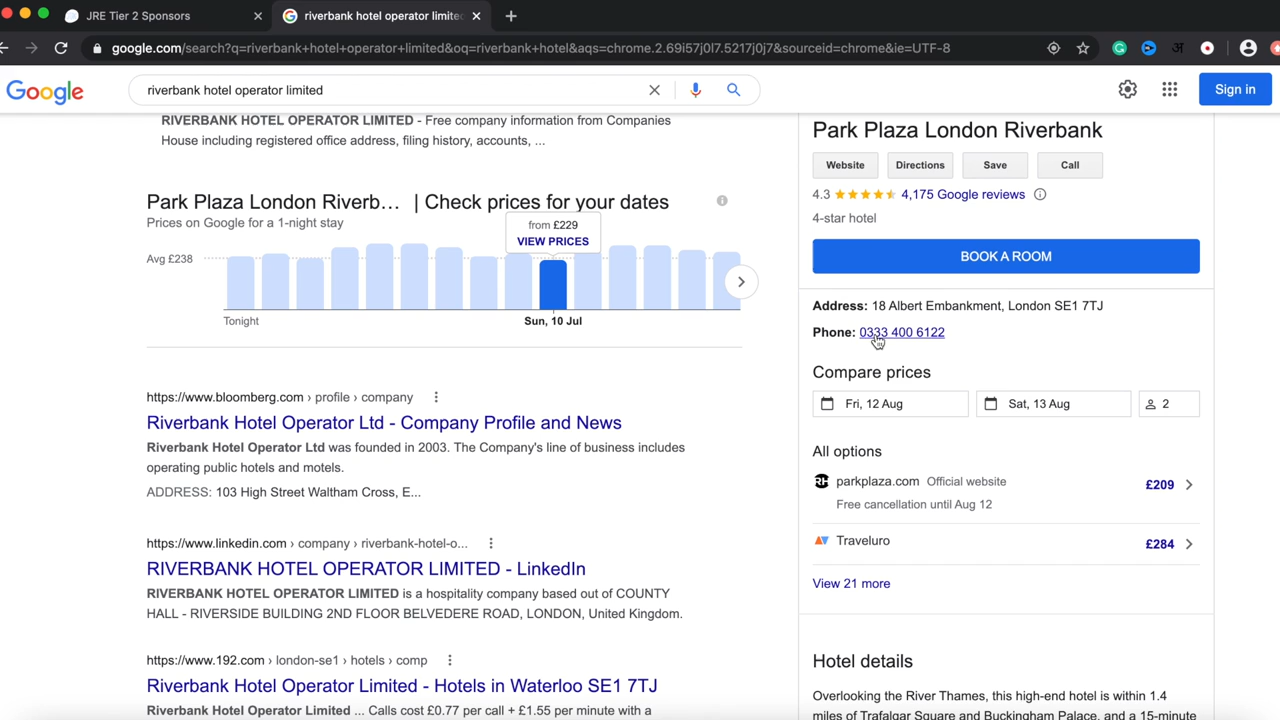 JRE Tier 2 Sponsors
riverbank hotel operator limited
google.com/search?q=riverbank+hotel+operator+limited&oq=riverbank+hotel&aqs=chrome.2.69i57j0l7.5217j0j7&sourceid=chrome&ie=UTF-8
Google
riverbank hotel operator limited
Sign in
RIVERBANK HOTEL OPERATOR LIMITED - Free company information from Companies
House including registered office address, filing history, accounts, ...
Park Plaza London Riverb... | Check prices for your dates
Prices on Google for a 1-night stay
from £229
VIEW PRICES
Avg £238
Tonight
Sun, 10 Jul
https://www.bloomberg.com › profile › company
Riverbank Hotel Operator Ltd - Company Profile and News
Riverbank Hotel Operator Ltd was founded in 2003. The Company's line of business includes
operating public hotels and motels.
ADDRESS: 103 High Street Waltham Cross, E...
https://www.linkedin.com › company › riverbank-hotel-o...
RIVERBANK HOTEL OPERATOR LIMITED - LinkedIn
RIVERBANK HOTEL OPERATOR LIMITED is a hospitality company based out of COUNTY
HALL - RIVERSIDE BUILDING 2ND FLOOR BELVEDERE ROAD, LONDON, United Kingdom.
https://www.192.com › london-se1 › hotels › comp
Riverbank Hotel Operator Limited - Hotels in Waterloo SE1 7TJ
Riverbank Hotel Operator Limited ... Calls cost £0.77 per call + £1.55 per minute with a
Park Plaza London Riverbank
Website
Directions
Save
Call
4.3
4,175 Google reviews
4-star hotel
BOOK A ROOM
Address: 18 Albert Embankment, London SE1 7TJ
Phone: 0333 400 6122
Compare prices
Fri, 12 Aug
Sat, 13 Aug
2
All options
parkplaza.com Official website
£209
Free cancellation until Aug 12
Traveluro
£284
View 21 more
Hotel details
Overlooking the River Thames, this high-end hotel is within 1.4
miles of Trafalgar Square and Buckingham Palace, and a 15-minute